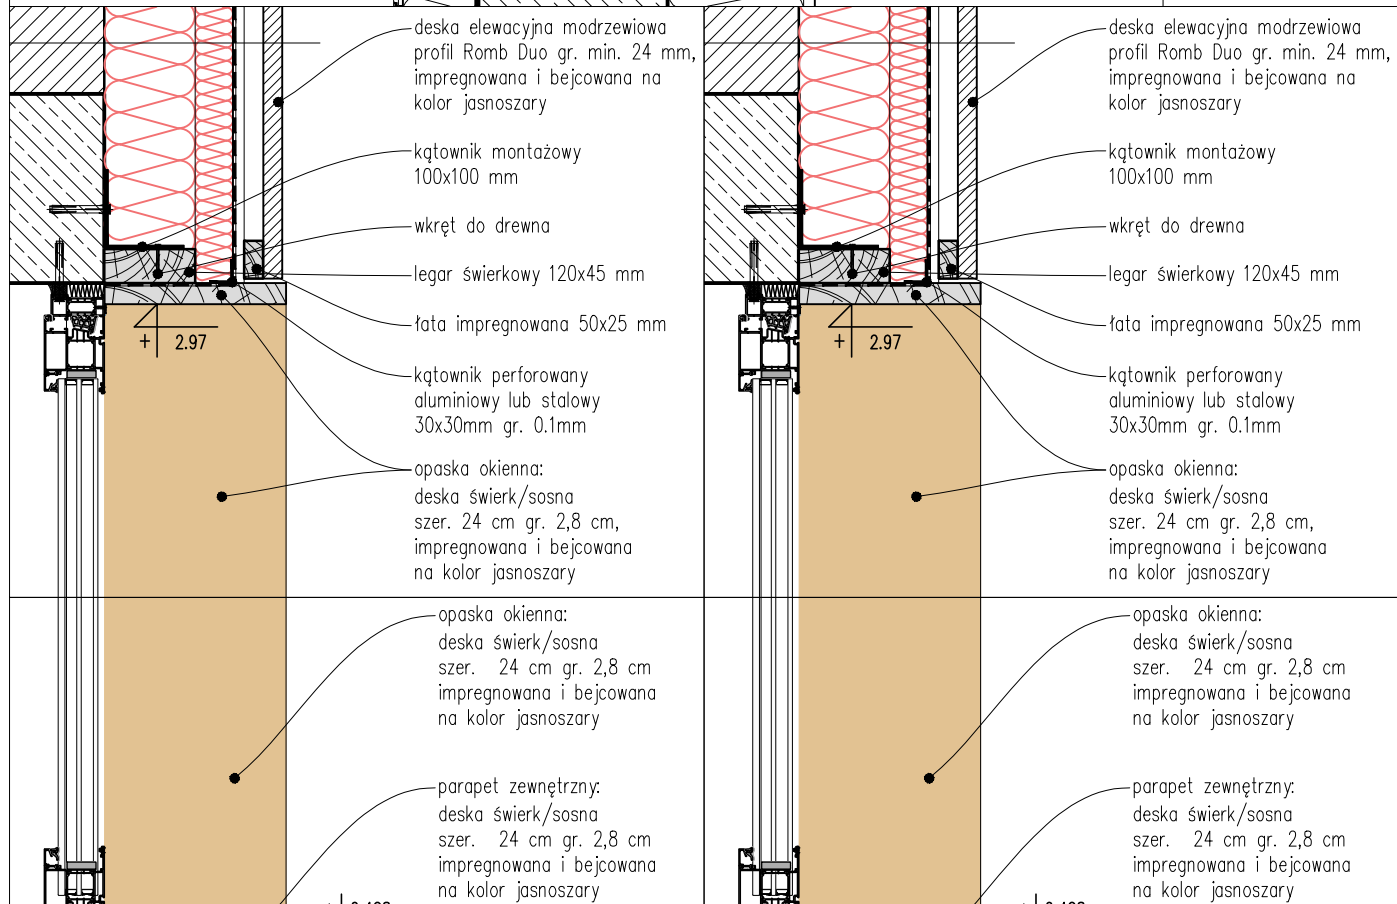 deska elewacyjna modrzewiowa
profil Romb Duo gr. min. 24 mm,
impregnowana i bejcowana na
kolor jasnoszary
kątownik montażowy
100x100 mm
wkręt do drewna
legar świerkowy 120x45 mm
łata impregnowana 50x25 mm
+ 2.97
kątownik perforowany
aluminiowy lub stalowy
30x30mm gr. 0.1mm
opaska okienna:
deska świerk/sosna
szer. 24 cm gr. 2,8 cm,
impregnowana i bejcowana
na kolor jasnoszary
opaska okienna:
deska świerk/sosna
szer. 24 cm gr. 2,8 cm
impregnowana i bejcowana
na kolor jasnoszary
parapet zewnętrzny:
deska świerk/sosna
szer. 24 cm gr. 2,8 cm
impregnowana i bejcowana
na kolor jasnoszary
deska elewacyjna modrzewiowa
profil Romb Duo gr. min. 24 mm,
impregnowana i bejcowana na
kolor jasnoszary
kątownik montażowy
100x100 mm
wkręt do drewna
legar świerkowy 120x45 mm
łata impregnowana 50x25 mm
+ 2.97
kątownik perforowany
aluminiowy lub stalowy
30x30mm gr. 0.1mm
opaska okienna:
deska świerk/sosna
szer. 24 cm gr. 2,8 cm,
impregnowana i bejcowana
na kolor jasnoszary
opaska okienna:
deska świerk/sosna
szer. 24 cm gr. 2,8 cm
impregnowana i bejcowana
na kolor jasnoszary
parapet zewnętrzny:
deska świerk/sosna
szer. 24 cm gr. 2,8 cm
impregnowana i bejcowana
na kolor jasnoszary